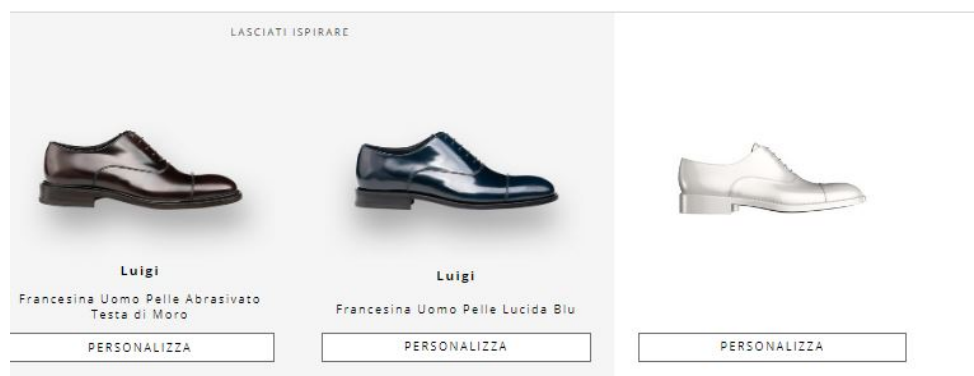 LASCIATI ISPIRARE
Luigi
Francesina Uomo Pelle Abrasivato
Testa di Moro
PERSONALIZZA
Luigi
Francesina Uomo Pelle Lucida Blu
PERSONALIZZA
PERSONALIZZA